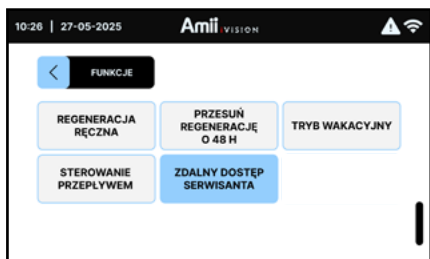 10:26 | 27-05-2025
Amii.VISION
FUNKCJE
REGENERACJA
RĘCZNA
PRZESUŃ
REGENERACJĘ
O 48 H
TRYB WAKACYJNY
STEROWANIE
PRZEPŁYWEM
ZDALNY DOSTĘP
SERWISANTA